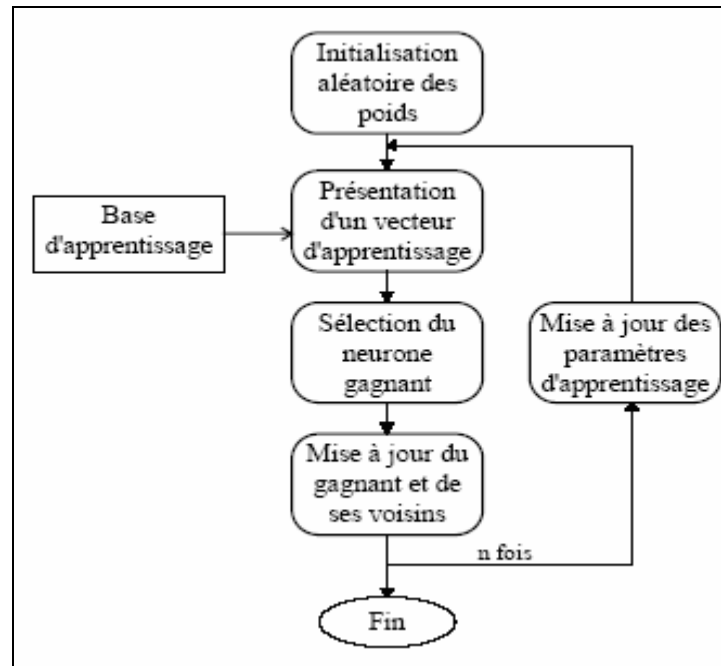 Initialisation
aléatoire des
poids
Présentation
d'un vecteur
d'apprentissage
Base
d'apprentissage
Sélection du
neurone
gagnant
Mise à jour des
paramètres
d'apprentissage
Mise à jour du
gagnant et de
ses voisins
n fois
Fin